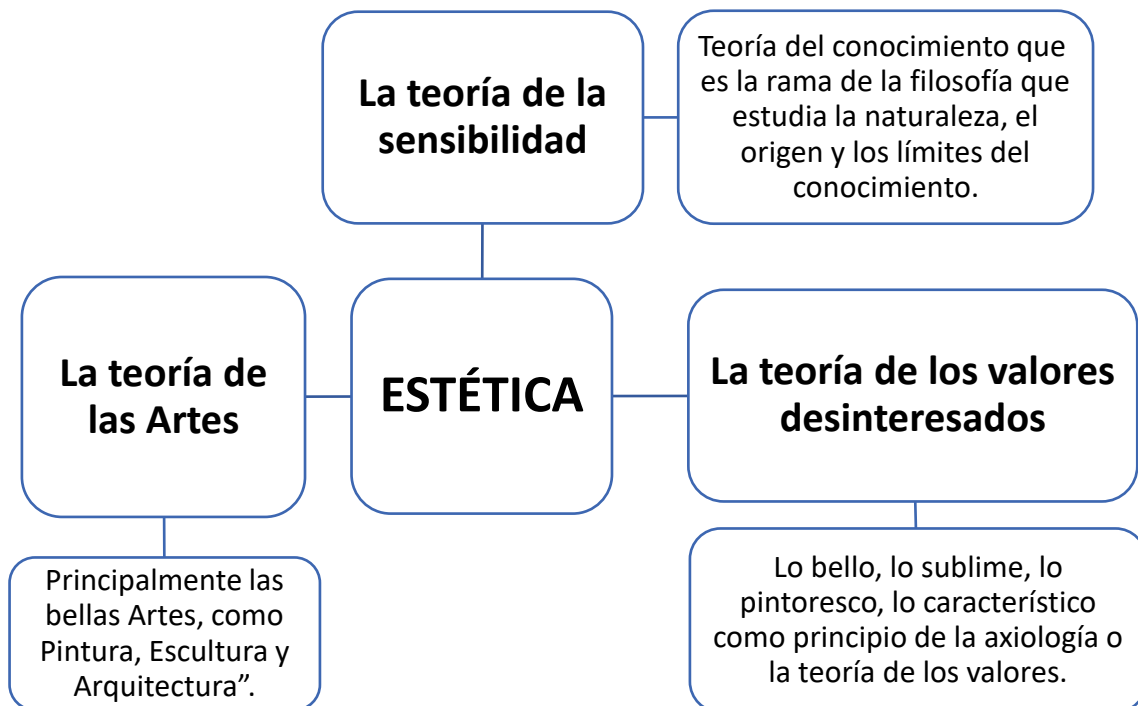 La teoría de la
sensibilidad
Teoría del conocimiento que
es la rama de la filosofía que
estudia la naturaleza, el
origen y los límites del
conocimiento.
La teoría de
las Artes
ESTÉTICA
La teoría de los valores
desinteresados
Principalmente las
bellas Artes, como
Pintura, Escultura y
Arquitectura”.
Lo bello, lo sublime, lo
pintoresco, lo característico
como principio de la axiología o
la teoría de los valores.